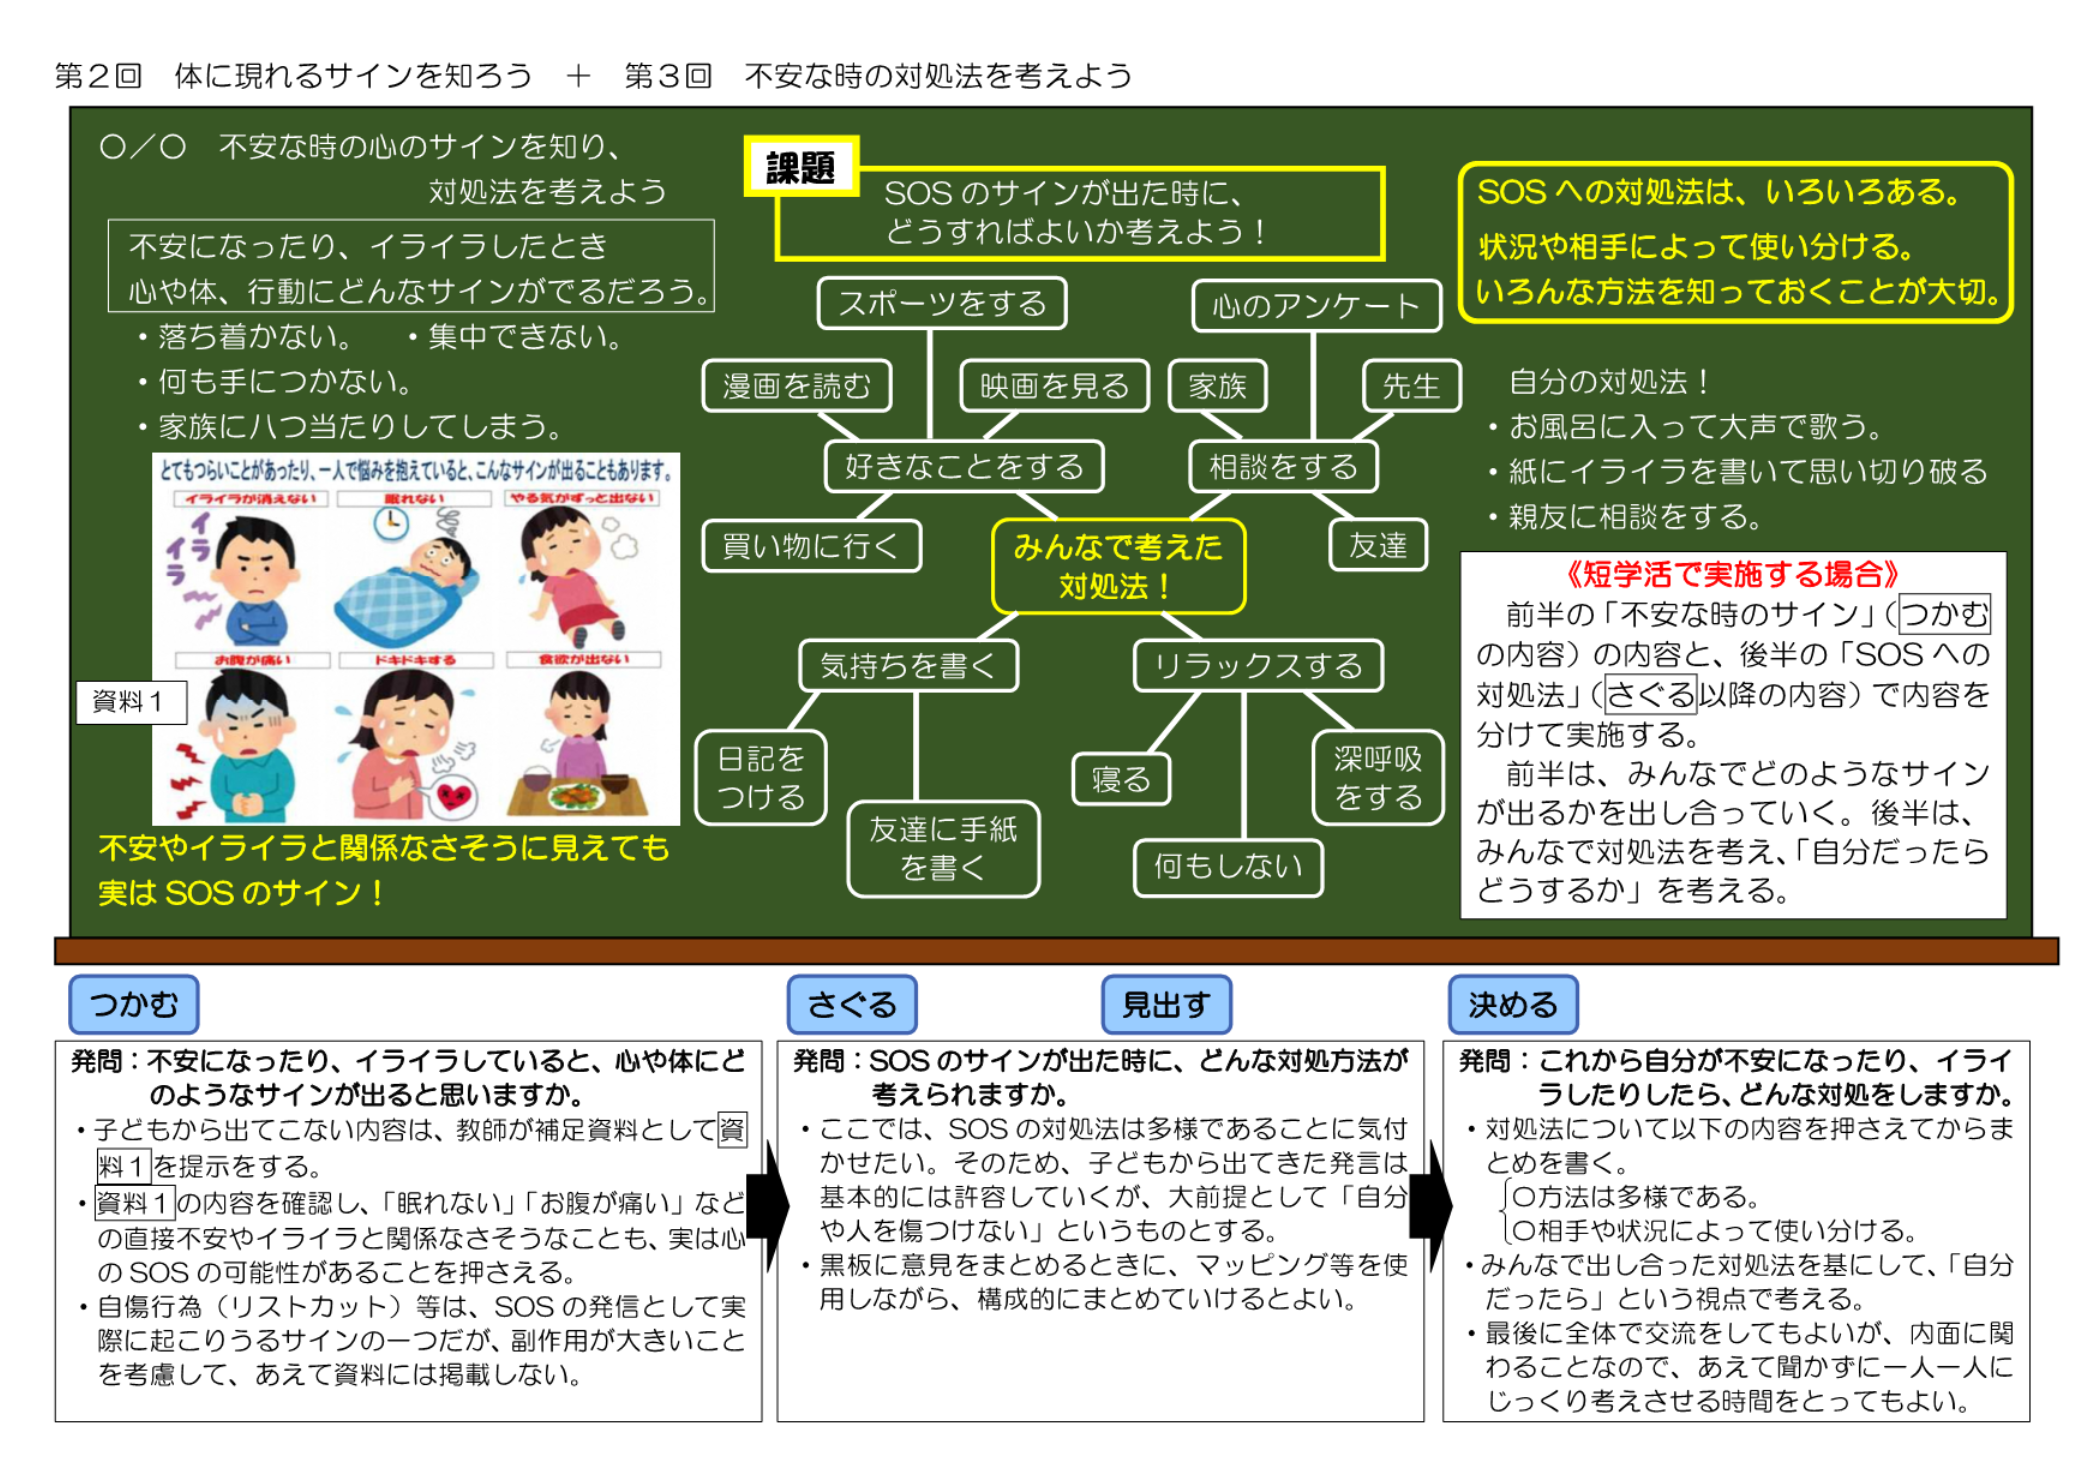 第２回　体に現れるサインを知ろう　＋　第３回　不安な時の対処法を考えよう
〇／〇　不安な時の心のサインを知り、
対処法を考えよう
不安になったり、イライラしたとき
心や体、行動にどんなサインがでるだろう。
・落ち着かない。　・集中できない。
・何も手につかない。
・家族に八つ当たりしてしまう。
とてもつらいことがあったり、一人で悩みを抱えていると、こんなサインが出ることもあります。
イライラが消えない
眠れない
やる気がずっと出ない
イライラ
お腹が痛い
ドキドキする
食欲が出ない
資料１
不安やイライラと関係なさそうに見えても
実は SOS のサイン！
課題
SOS のサインが出た時に、
どうすればよいか考えよう！
スポーツをする
心のアンケート
漫画を読む
映画を見る
家族
先生
好きなことをする
相談をする
買い物に行く
みんなで考えた
対処法！
友達
気持ちを書く
リラックスする
日記を
つける
友達に手紙
を書く
寝る
何もしない
深呼吸
をする
SOS への対処法は、いろいろある。
状況や相手によって使い分ける。
いろんな方法を知っておくことが大切。
自分の対処法！
・お風呂に入って大声で歌う。
・紙にイライラを書いて思い切り破る
・親友に相談をする。
《短学活で実施する場合》
前半の「不安な時のサイン」（つかむ
の内容）の内容と、後半の「SOS への
対処法」（さぐる以降の内容）で内容を
分けて実施する。
前半は、みんなでどのようなサイン
が出るかを出し合っていく。後半は、
みんなで対処法を考え、「自分だったら
どうするか」を考える。
つかむ
発問：不安になったり、イライラしていると、心や体にど
のようなサインが出ると思いますか。
・子どもから出てこない内容は、教師が補足資料として資
料１を提示をする。
・資料１の内容を確認し、「眠れない」「お腹が痛い」など
の直接不安やイライラと関係なさそうなことも、実は心
の SOS の可能性があることを押さえる。
・自傷行為（リストカット）等は、SOS の発信として実
際に起こりうるサインの一つだが、副作用が大きいこと
を考慮して、あえて資料には掲載しない。
さぐる
見出す
発問：SOS のサインが出た時に、どんな対処方法が
考えられますか。
・ここでは、SOS の対処法は多様であることに気付
かせたい。そのため、子どもから出てきた発言は
基本的には許容していくが、大前提として「自分
や人を傷つけない」というものとする。
・黒板に意見をまとめるときに、マッピング等を使
用しながら、構成的にまとめていけるとよい。
決める
発問：これから自分が不安になったり、イライ
ラしたりしたら、どんな対処をしますか。
・対処法について以下の内容を押さえてからま
とめを書く。
〇方法は多様である。
〇相手や状況によって使い分ける。
・みんなで出し合った対処法を基にして、「自分
だったら」という視点で考える。
・最後に全体で交流をしてもよいが、内面に関
わることなので、あえて聞かずに一人一人に
じっくり考えさせる時間をとってもよい。